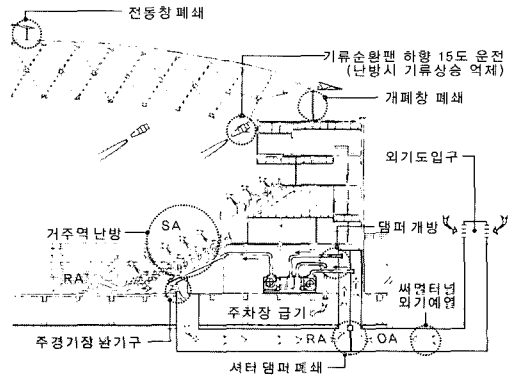 전동창 폐쇄
기류순환팬 하향 15도 운전
(난방시 기류상승 억제)
개폐창 폐쇄
외기도입구
SA
거주역 난방
댐퍼 개방
RA
써멀터널
외기예열
주차장 급기
주경기장 환기구
RA
OA
셔터 댐퍼 폐쇄